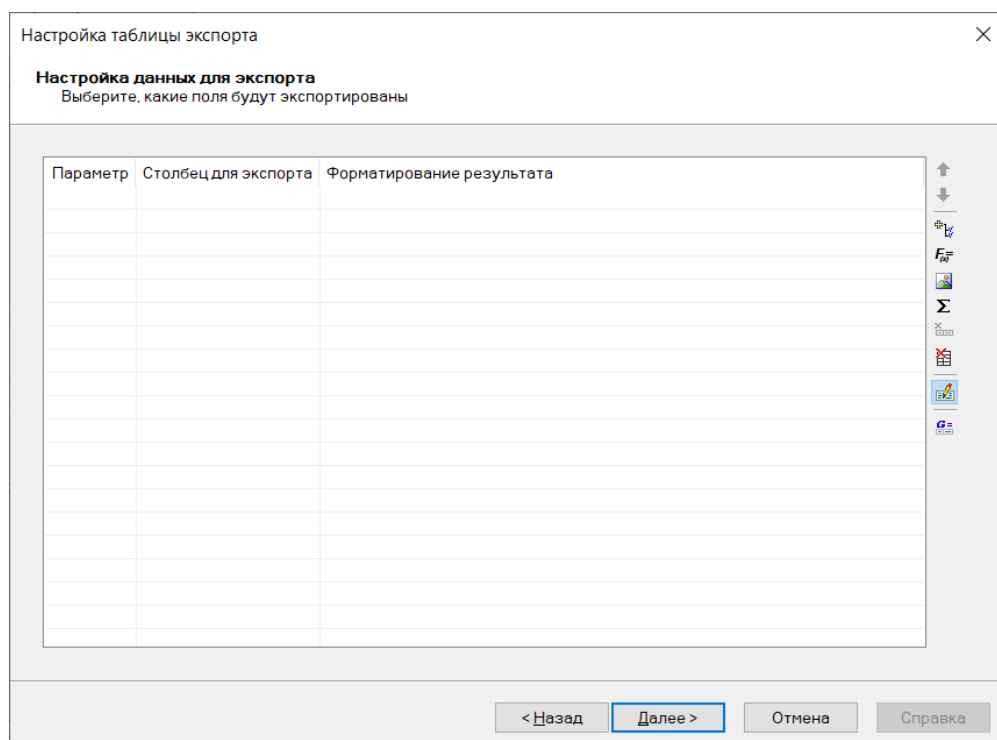 Настройка таблицы экспорта
Настройка данных для экспорта
Выберите, какие поля будут экспортированы
Параметр Столбец для экспорта Форматирование результата
F(x)=
Σ
G=
< Назад Далее > Отмена Справка